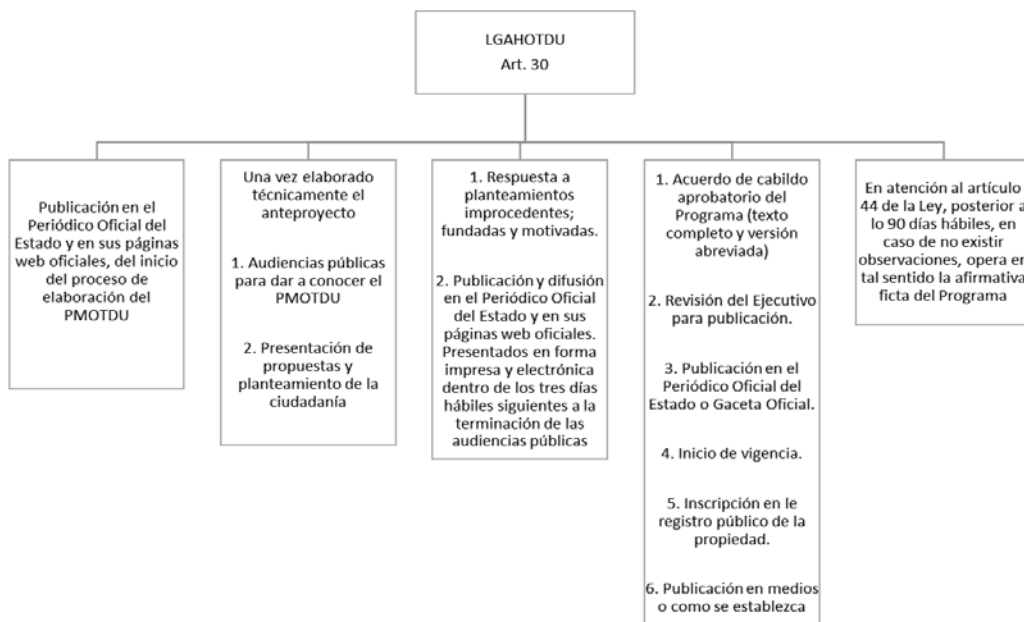 LGAHOTDU
Art. 30
Publicación en el
Periódico Oficial del
Estado y en sus páginas
web oficiales, del inicio
del proceso de
elaboración del
PMOTDU
Una vez elaborado
técnicamente el
anteproyecto
1. Audiencias públicas
para dar a conocer el
PMOTDU
2. Presentación de
propuestas y
planteamiento de la
ciudadanía
1. Respuesta a
planteamientos
improcedentes;
fundadas y motivadas.
2. Publicación y difusión
en el Periódico Oficial
del Estado y en sus
páginas web oficiales.
Presentados en forma
impresa y electrónica
dentro de los tres días
hábiles siguientes a la
terminación de las
audiencias públicas
1. Acuerdo de cabildo
aprobatorio del
Programa (texto
completo y versión
abreviada)
2. Revisión del Ejecutivo
para publicación.
3. Publicación en el
Periódico Oficial del
Estado o Gaceta Oficial.
4. Inicio de vigencia.
5. Inscripción en le
registro público de la
propiedad.
6. Publicación en medios
o como se establezca
En atención al artículo
44 de la Ley, posterior a
lo 90 días hábiles, en
caso de no existir
observaciones, opera en
tal sentido la afirmativa
ficta del Programa